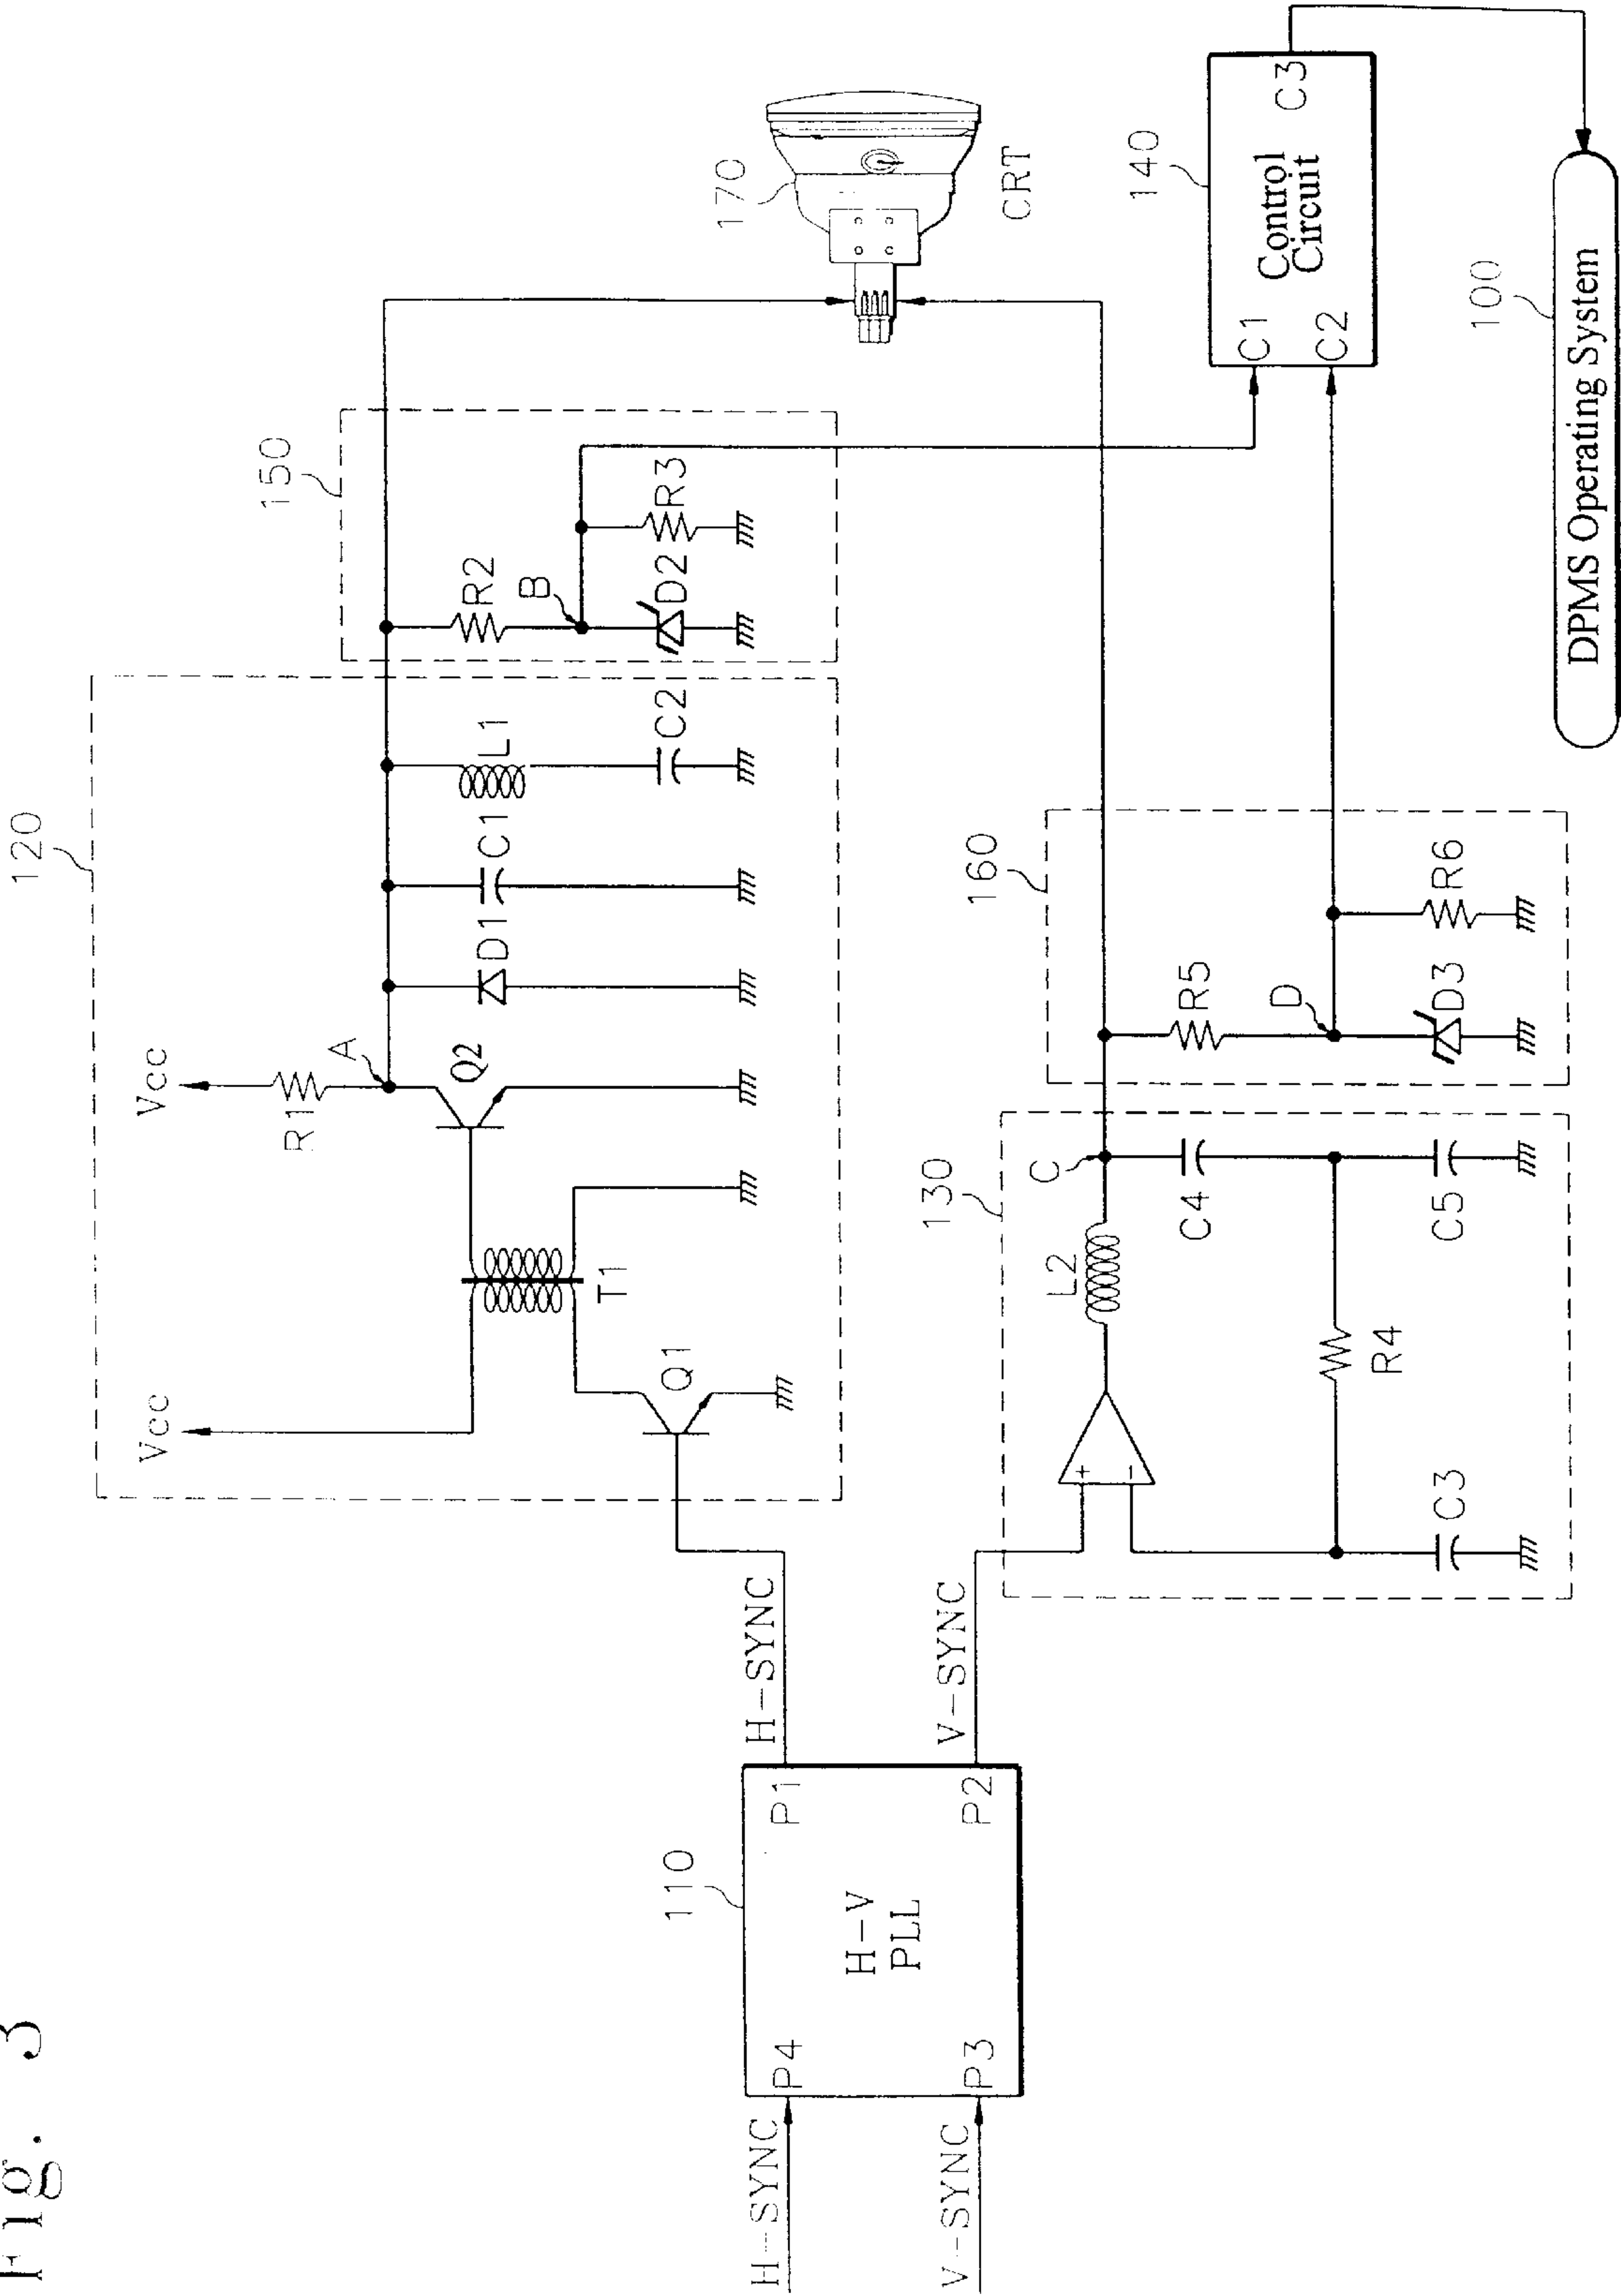 Fig. 3
120
150
Vcc
Vcc
R1
A
D1
C1
L1
C2
R2
B
D2
R3
Q2
T1
Q1
170
CRT
H-SYNC
H-SYNC
P4
P1
110
H-V
PLL
V-SYNC
V-SYNC
P3
P2
130
+
-
L2
C
C4
R4
C3
C5
160
R5
D
D3
R6
140
C1
C2
C3
Control
Circuit
100
DPMS Operating System